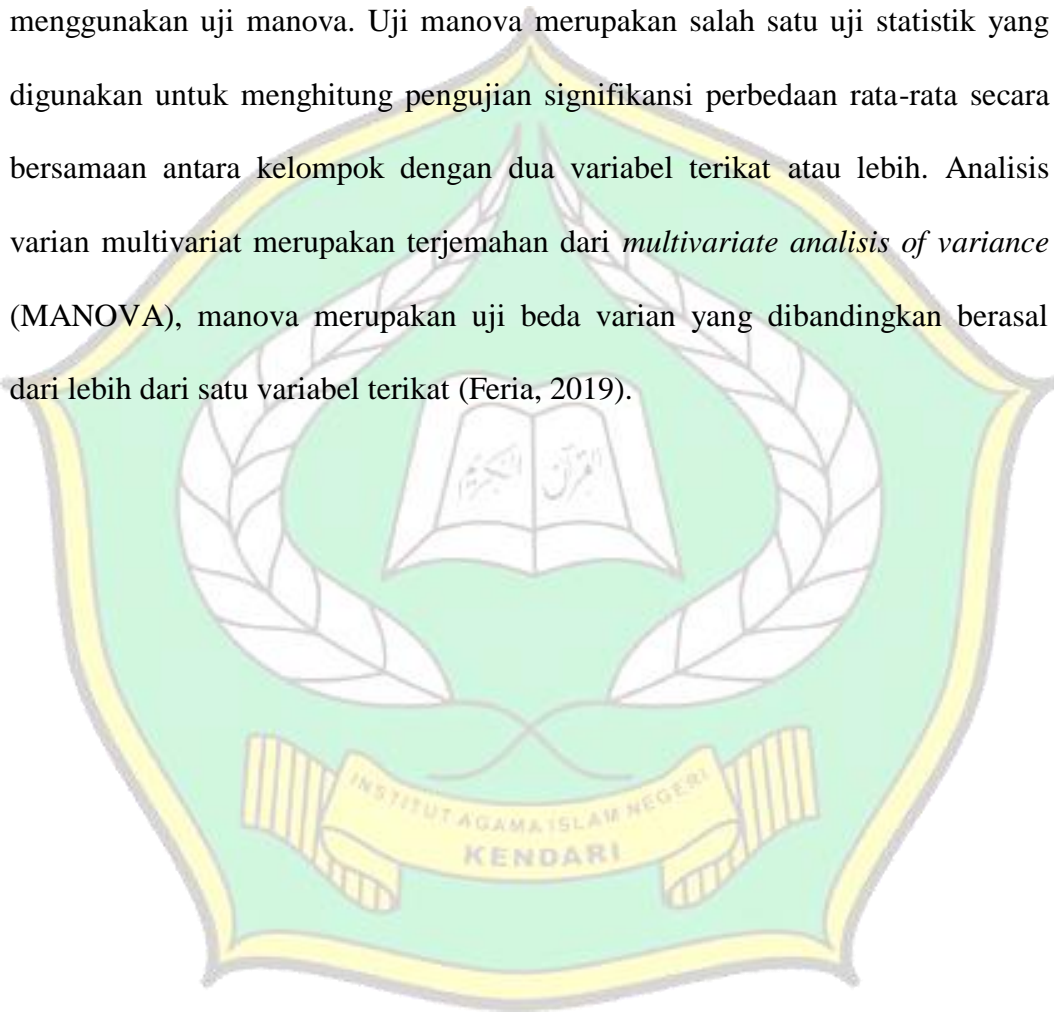 menggunakan uji manova. Uji manova merupakan salah satu uji statistik yang
digunakan untuk menghitung pengujian signifikansi perbedaan rata-rata secara
bersamaan antara kelompok dengan dua variabel terikat atau lebih. Analisis
varian multivariat merupakan terjemahan dari multivariate analisis of variance
(MANOVA), manova merupakan uji beda varian yang dibandingkan berasal
dari lebih dari satu variabel terikat (Feria, 2019).
القرآن الكريم
INSTITUT AGAMA ISLAM NEGERI
KENDARI